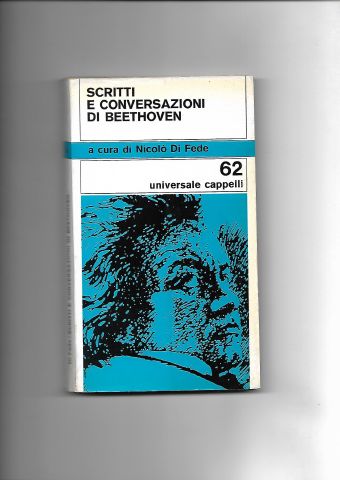 SCRITTI
E CONVERSAZIONI
DI BEETHOVEN
a cura di Nicolò Di Fede
62
universale cappelli